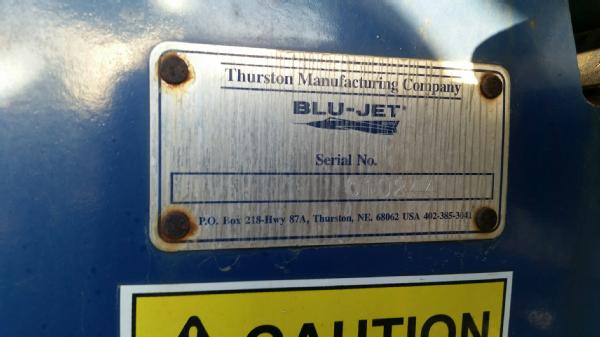 Thurston Manufacturing Company
BLU-JET®
Serial No.
010244
P.O. Box 218-Hwy 87A, Thurston, NE. 68062 USA 402-385-3041
CAUTION